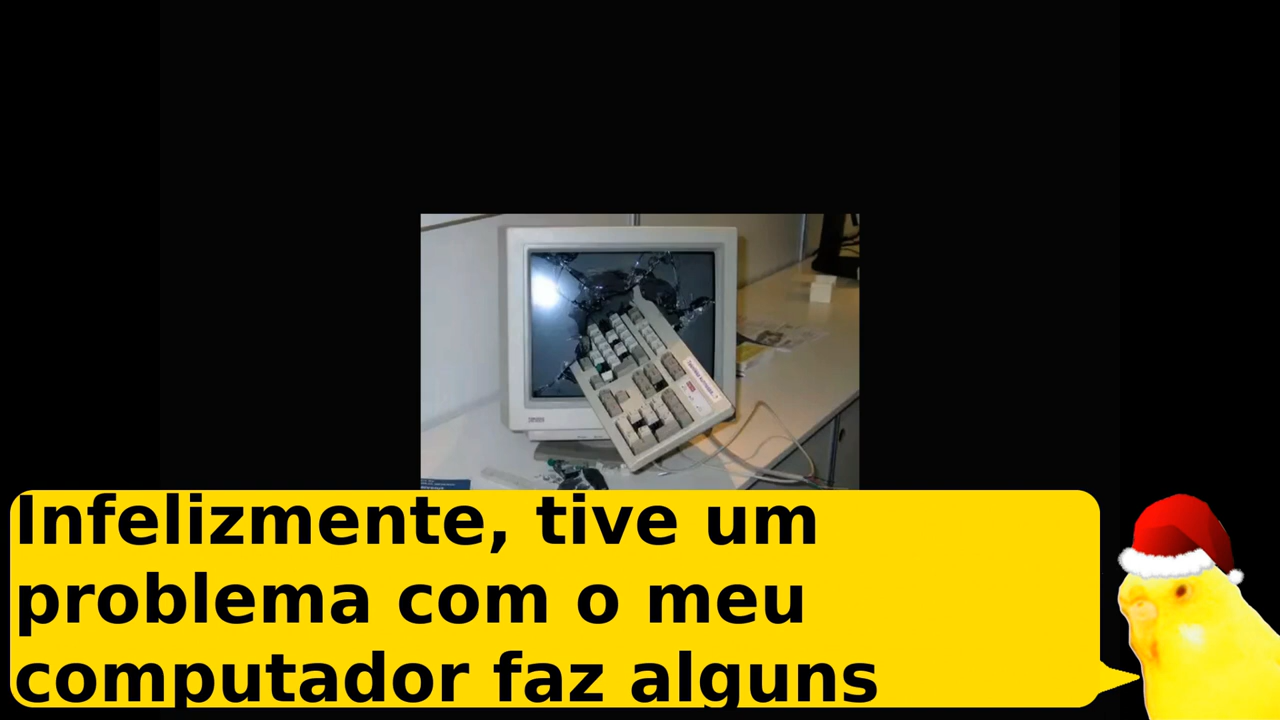 Infelizmente, tive um
problema com o meu
computador faz alguns